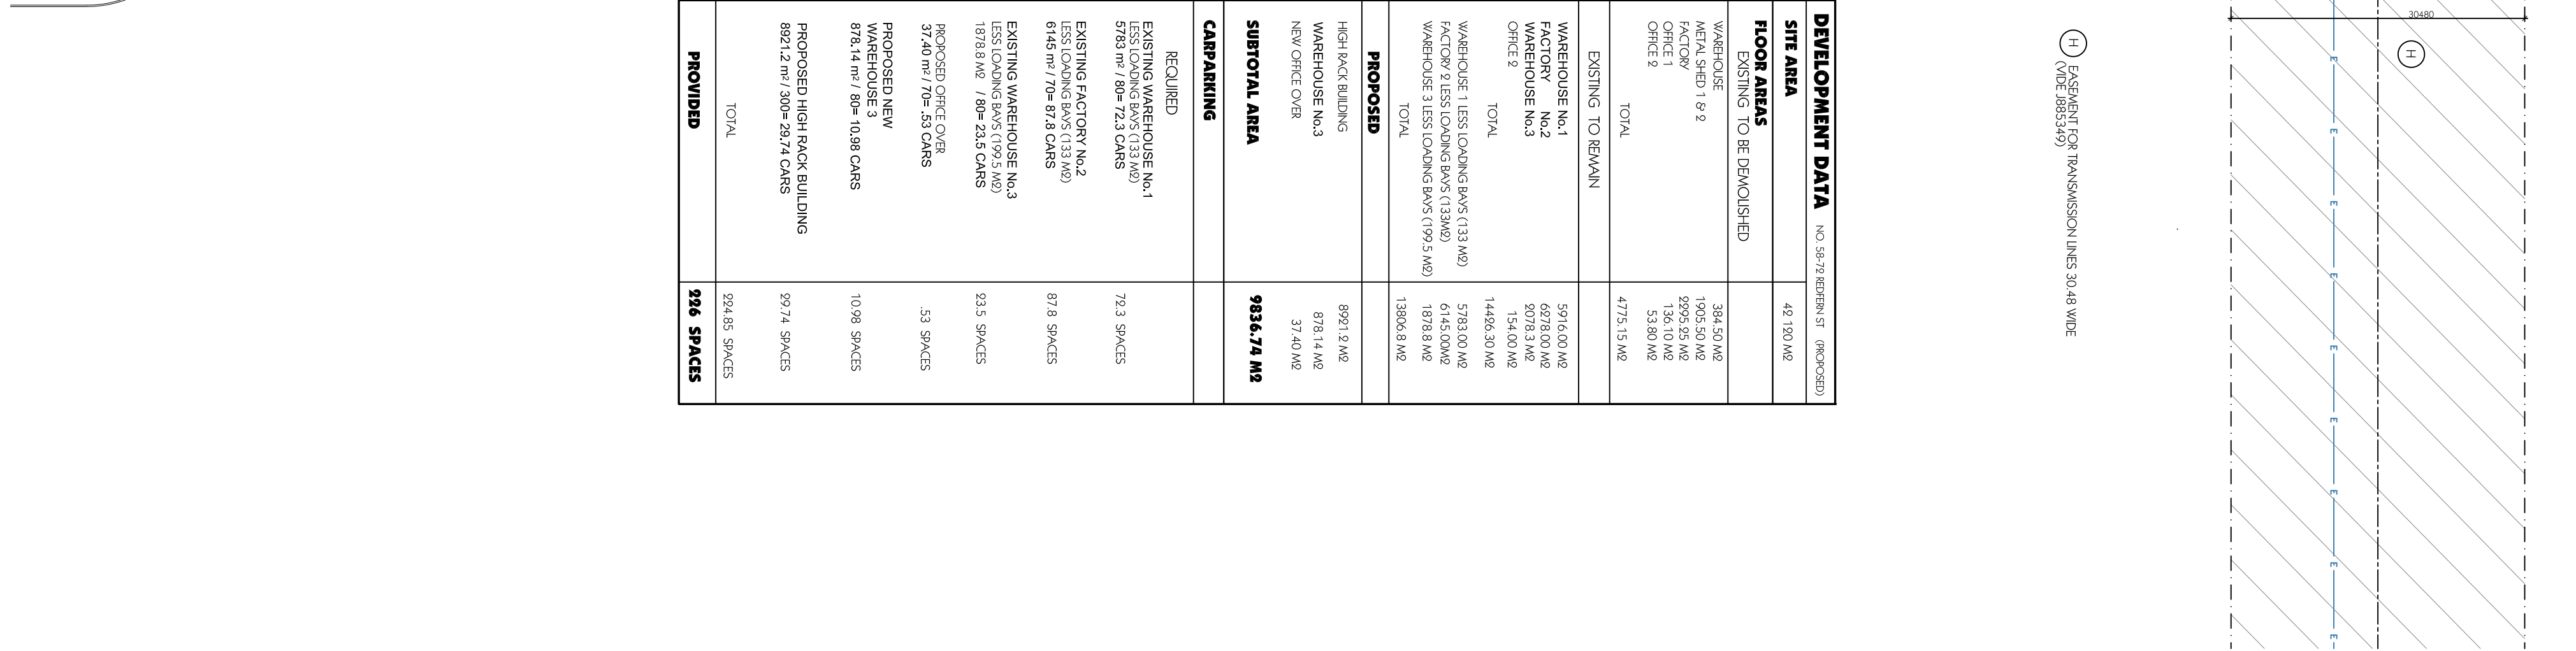 DEVELOPMENT DATA NO. 58-72 REDFERN ST (PROPOSED)
SITE AREA 42 120 M2
FLOOR AREAS
EXISTING TO BE DEMOLISHED
WAREHOUSE 384.50 M2
METAL SHED 1 & 2 1905.50 M2
FACTORY 2295.25 M2
OFFICE 1 136.10 M2
OFFICE 2 53.80 M2
TOTAL 4775.15 M2
EXISTING TO REMAIN
WAREHOUSE No.1 5916.00 M2
FACTORY No.2 6278.00 M2
WAREHOUSE No.3 2078.3 M2
OFFICE 2 154.00 M2
TOTAL 14426.30 M2
WAREHOUSE 1 LESS LOADING BAYS (133 M2) 5783.00 M2
FACTORY 2 LESS LOADING BAYS (133M2) 6145.00M2
WAREHOUSE 3 LESS LOADING BAYS (199.5 M2) 1878.8 M2
TOTAL 13806.8 M2
PROPOSED
HIGH RACK BUILDING 8921.2 M2
WAREHOUSE No.3 878.14 M2
NEW OFFICE OVER 37.40 M2
SUBTOTAL AREA 9836.74 M2
CARPARKING
REQUIRED
EXISTING WAREHOUSE No.1
LESS LOADING BAYS (133 M2)
5783 m² / 80= 72.3 CARS 72.3 SPACES
EXISTING FACTORY No.2
LESS LOADING BAYS (133 M2)
6145 m² / 70= 87.8 CARS 87.8 SPACES
EXISTING WAREHOUSE No.3
LESS LOADING BAYS (199.5 M2)
1878.8 M2 / 80= 23.5 CARS 23.5 SPACES
PROPOSED OFFICE OVER
37.40 m² / 70= .53 CARS .53 SPACES
PROPOSED NEW
WAREHOUSE 3
878.14 m² / 80= 10.98 CARS 10.98 SPACES
PROPOSED HIGH RACK BUILDING
8921.2 m² / 300= 29.74 CARS 29.74 SPACES
TOTAL 224.85 SPACES
PROVIDED 226 SPACES
H EASEMENT FOR TRANSMISSION LINES 30.48 WIDE
(VIDE J885349)
30480
H
E
E
E
E
E
E
E
E
E